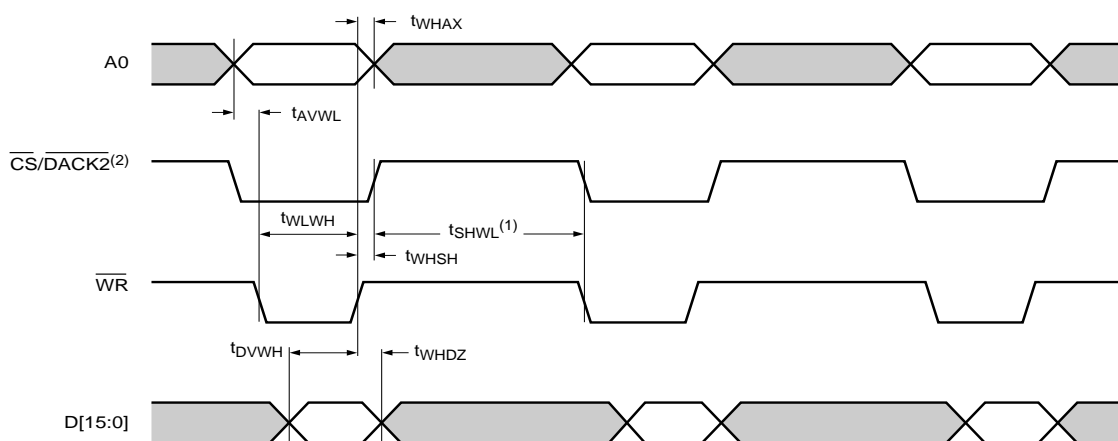 tWHAX
A0
tAVWL
CS/DACK2(2)
tWLWH
tSHWL(1)
tWHSH
WR
tDVWH
tWHDZ
D[15:0]